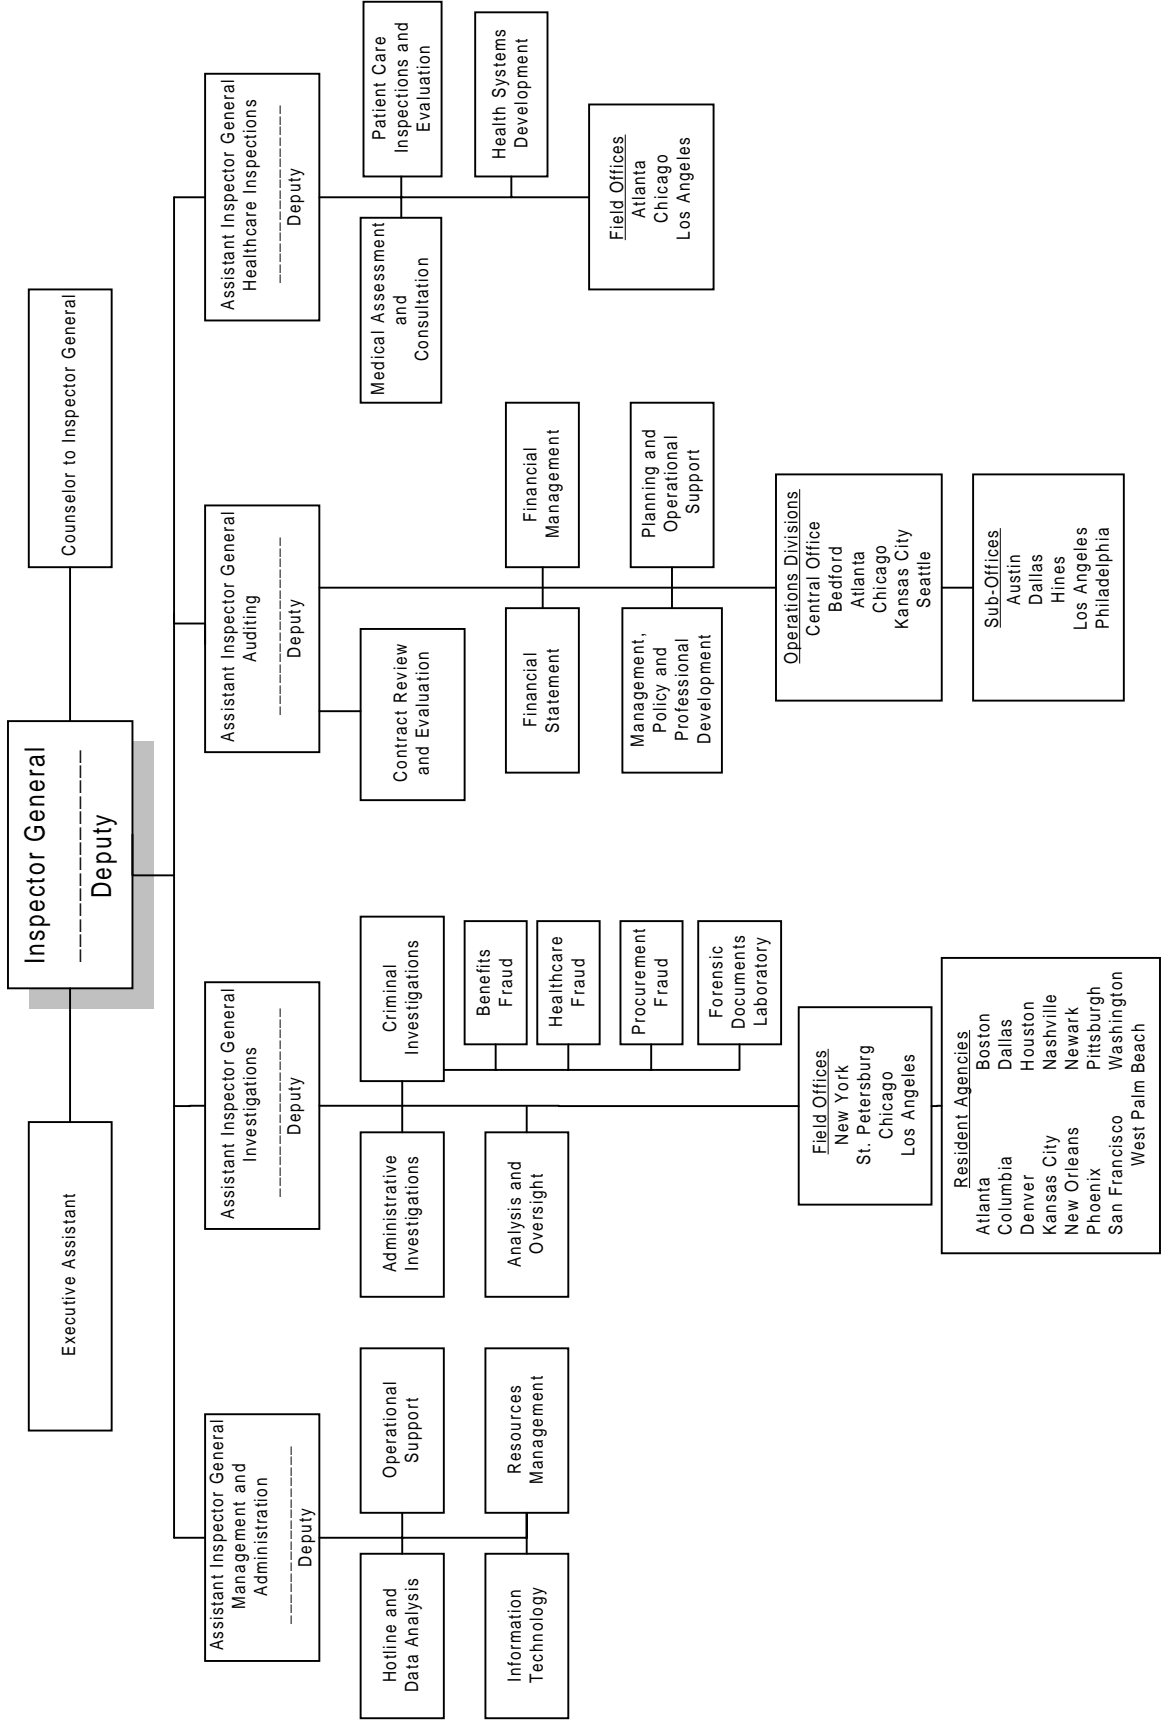 Inspector General
Deputy
Executive Assistant
Counselor to Inspector General
Assistant Inspector General
Management and
Administration
Deputy
Hotline and
Data Analysis
Operational
Support
Information
Technology
Resources
Management
Assistant Inspector General
Investigations
Deputy
Administrative
Investigations
Criminal
Investigations
Benefits
Fraud
Healthcare
Fraud
Procurement
Fraud
Forensic
Documents
Laboratory
Analysis and
Oversight
Field Offices
New York
St. Petersburg
Chicago
Los Angeles
Resident Agencies
Atlanta Boston
Columbia Dallas
Denver Houston
Kansas City Nashville
New Orleans Newark
Phoenix Pittsburgh
San Francisco Washington
West Palm Beach
Assistant Inspector General
Auditing
Deputy
Contract Review
and Evaluation
Financial
Statement
Financial
Management
Management,
Policy and
Professional
Development
Planning and
Operational
Support
Operations Divisions
Central Office
Bedford
Atlanta
Chicago
Kansas City
Seattle
Sub-Offices
Austin
Dallas
Hines
Los Angeles
Philadelphia
Assistant Inspector General
Healthcare Inspections
Deputy
Medical Assessment
and
Consultation
Patient Care
Inspections and
Evaluation
Health Systems
Development
Field Offices
Atlanta
Chicago
Los Angeles